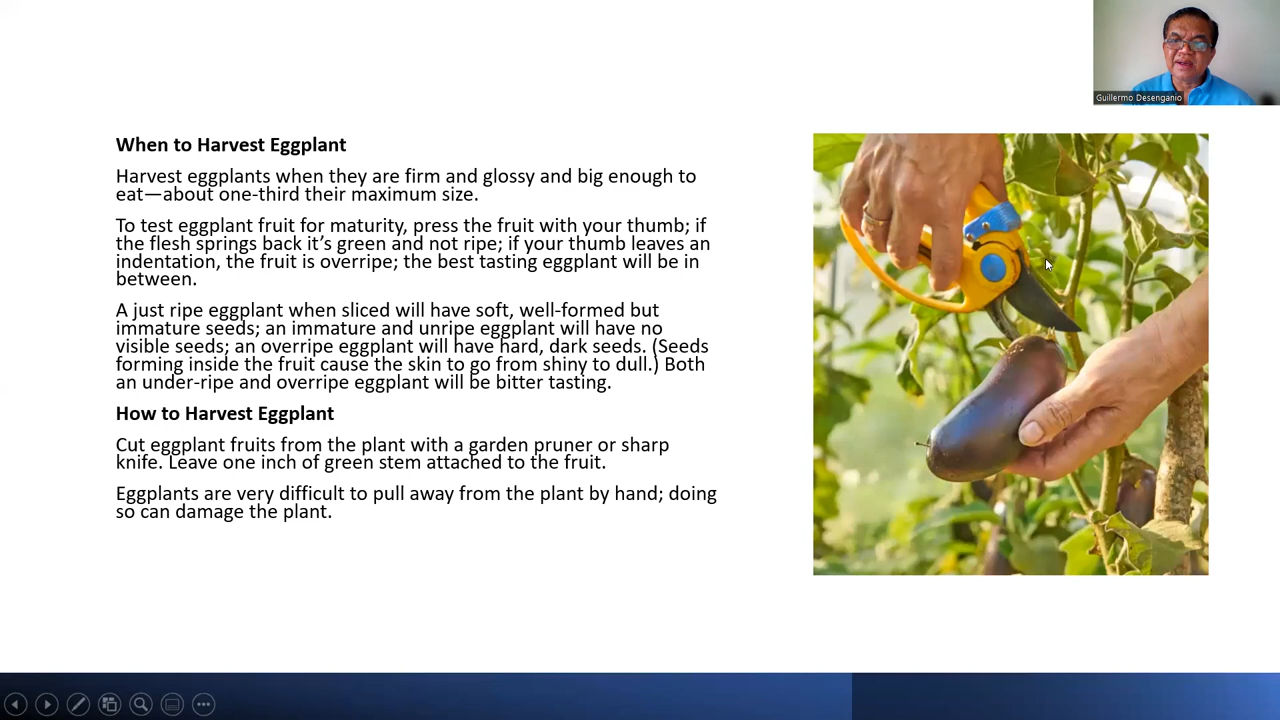 Guillermo Desenganio
When to Harvest Eggplant
Harvest eggplants when they are firm and glossy and big enough to
eat—about one-third their maximum size.
To test eggplant fruit for maturity, press the fruit with your thumb; if
the flesh springs back it’s green and not ripe; if your thumb leaves an
indentation, the fruit is overripe; the best tasting eggplant will be in
between.
A just ripe eggplant when sliced will have soft, well-formed but
immature seeds; an immature and unripe eggplant will have no
visible seeds; an overripe eggplant will have hard, dark seeds. (Seeds
forming inside the fruit cause the skin to go from shiny to dull.) Both
an under-ripe and overripe eggplant will be bitter tasting.
How to Harvest Eggplant
Cut eggplant fruits from the plant with a garden pruner or sharp
knife. Leave one inch of green stem attached to the fruit.
Eggplants are very difficult to pull away from the plant by hand; doing
so can damage the plant.